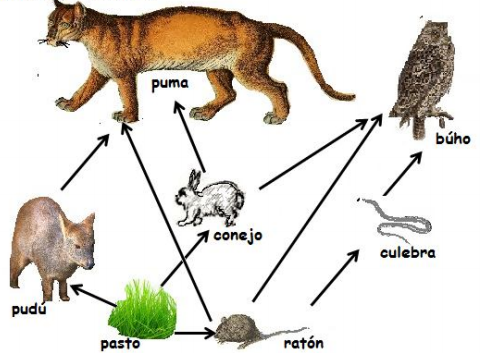 puma
búho
conejo
culebra
pudú
pasto
ratón